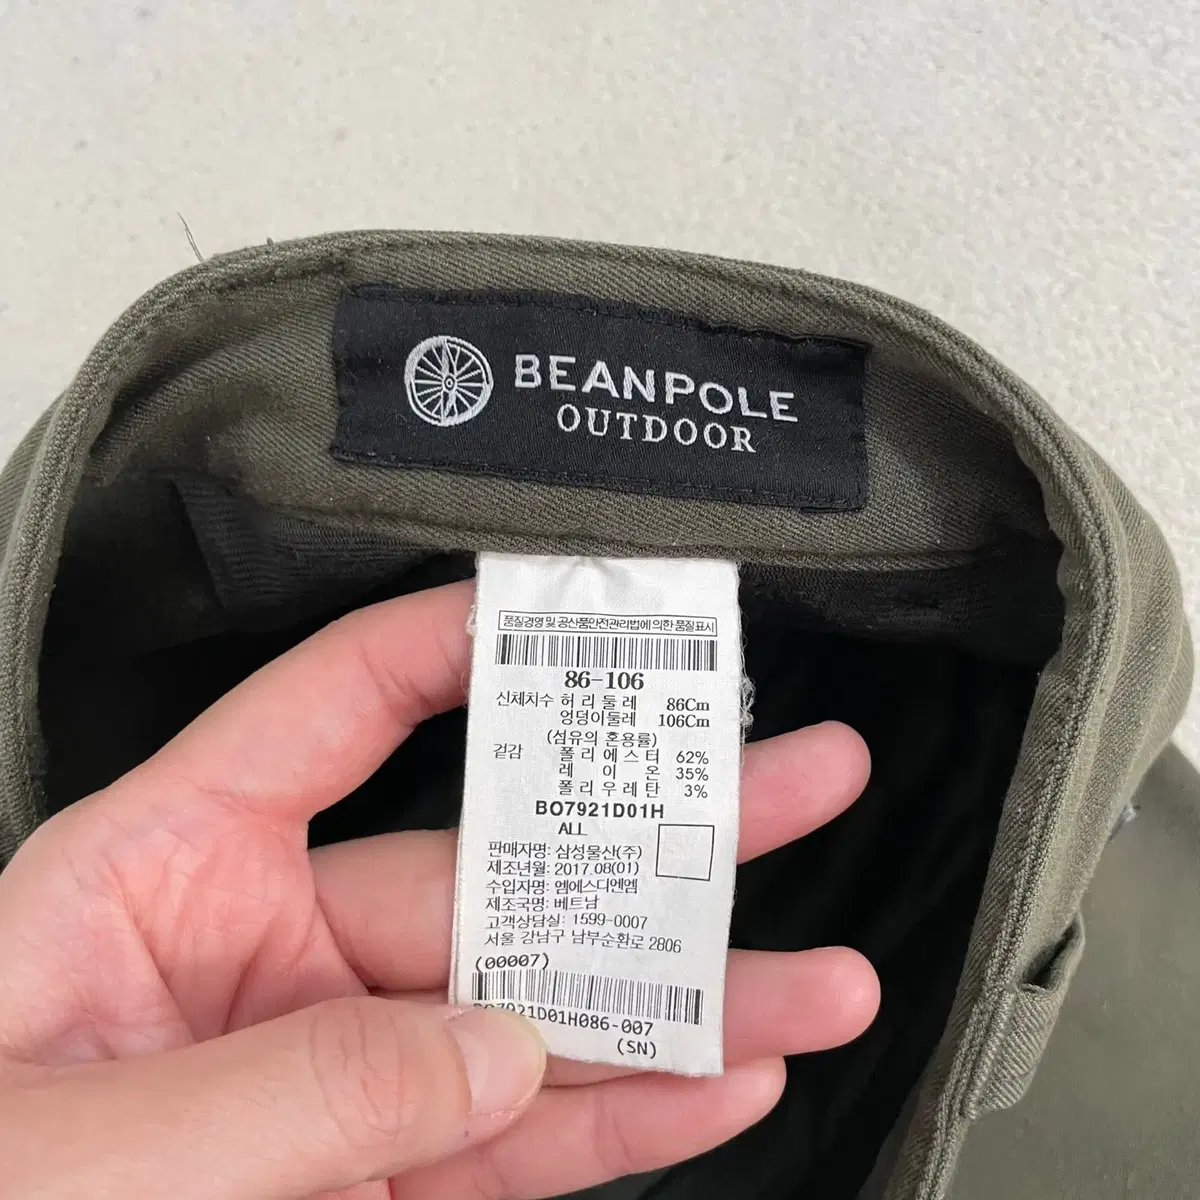 BEANPOLE
OUTDOOR
품질경영 및 공산품안전관리법에 의한 품질표시
86-106
신체치수 허 리 둘 레 86Cm
엉덩이둘레 106Cm
(섬유의 혼용률)
겉감 폴 리 에 스 터 62%
레 이 온 35%
폴 리 우 레 탄 3%
BO7921D01H
ALL
판매자명: 삼성물산(주)
제조년월: 2017.08(01)
수입자명: 엠에스디엔엠
제조국명: 베트남
고객상담실: 1599-0007
서울 강남구 남부순환로 2806
(00007)
BO7921D01H086-007
(SN)